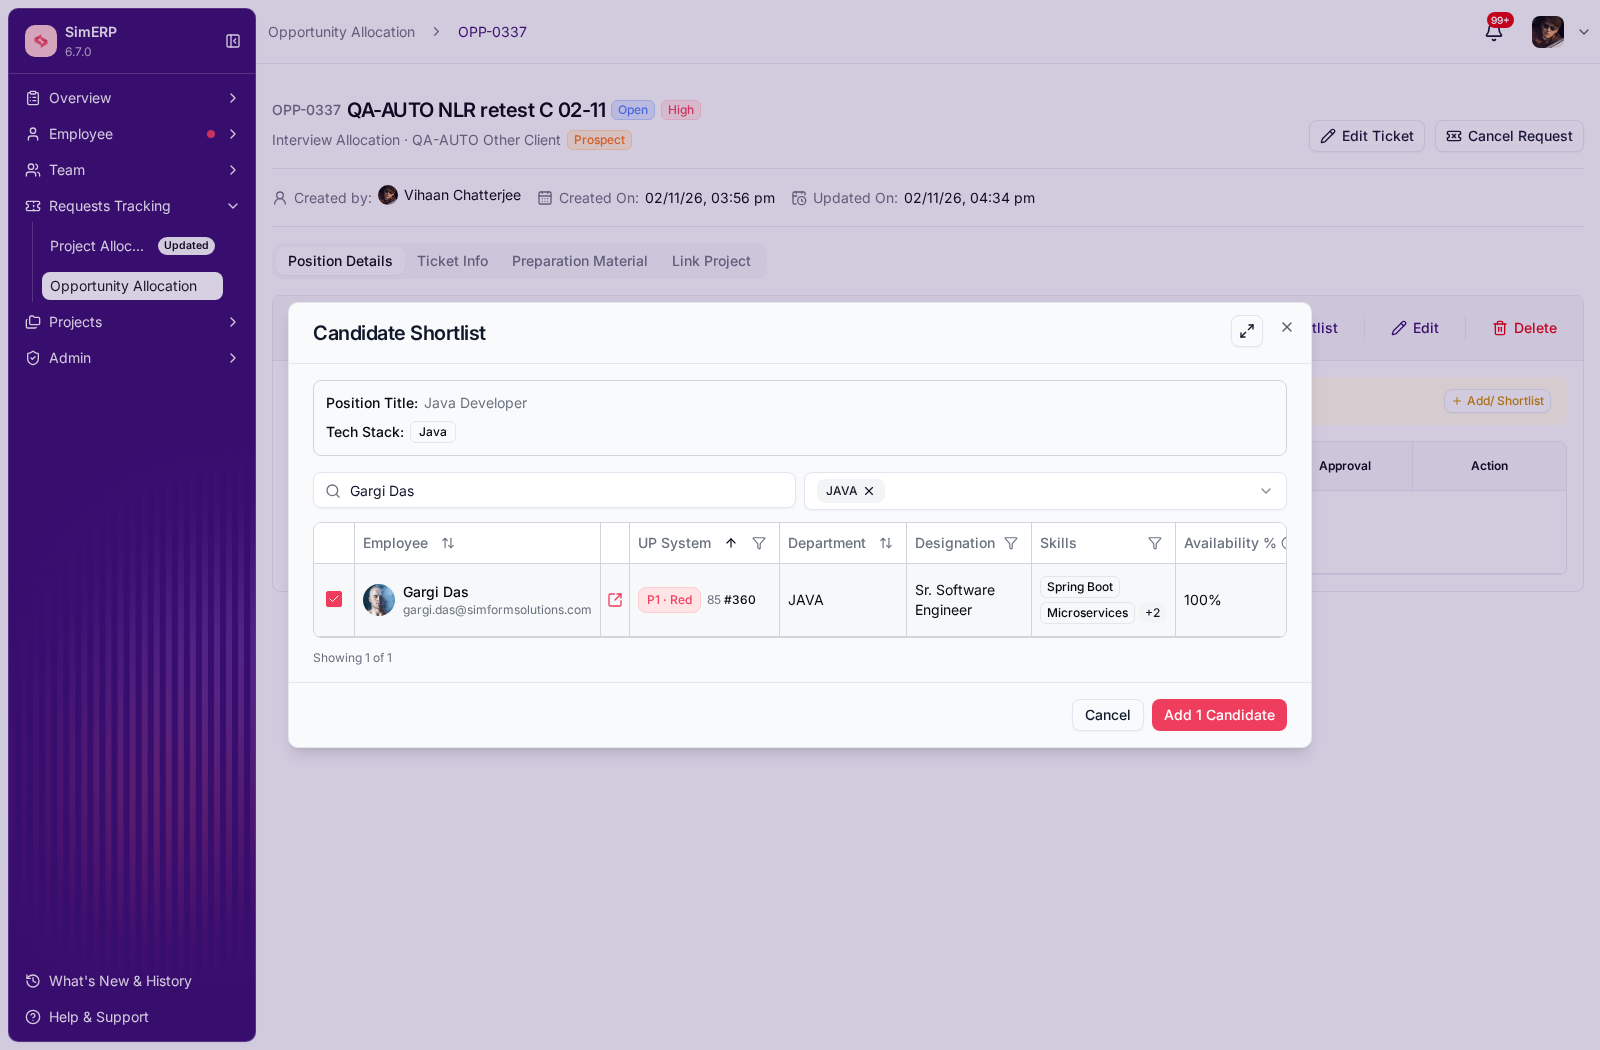 SimERP
6.7.0
Overview
Employee
Team
Requests Tracking
Project Alloc... Updated
Opportunity Allocation
Projects
Admin
What's New & History
Help & Support
Opportunity Allocation OPP-0337
99+
OPP-0337 QA-AUTO NLR retest C 02-11 Open High
Interview Allocation · QA-AUTO Other Client Prospect
Edit Ticket Cancel Request
Created by: Vihaan Chatterjee Created On: 02/11/26, 03:56 pm Updated On: 02/11/26, 04:34 pm
Position Details Ticket Info Preparation Material Link Project
tlist Edit Delete
+ Add/ Shortlist
Approval Action
Candidate Shortlist
Position Title: Java Developer
Tech Stack: Java
Gargi Das JAVA
Employee UP System Department Designation Skills Availability %
Gargi Das
gargi.das@simformsolutions.com
P1 · Red 85 #360
JAVA
Sr. Software
Engineer
Spring Boot
Microservices +2
100%
Showing 1 of 1
Cancel Add 1 Candidate